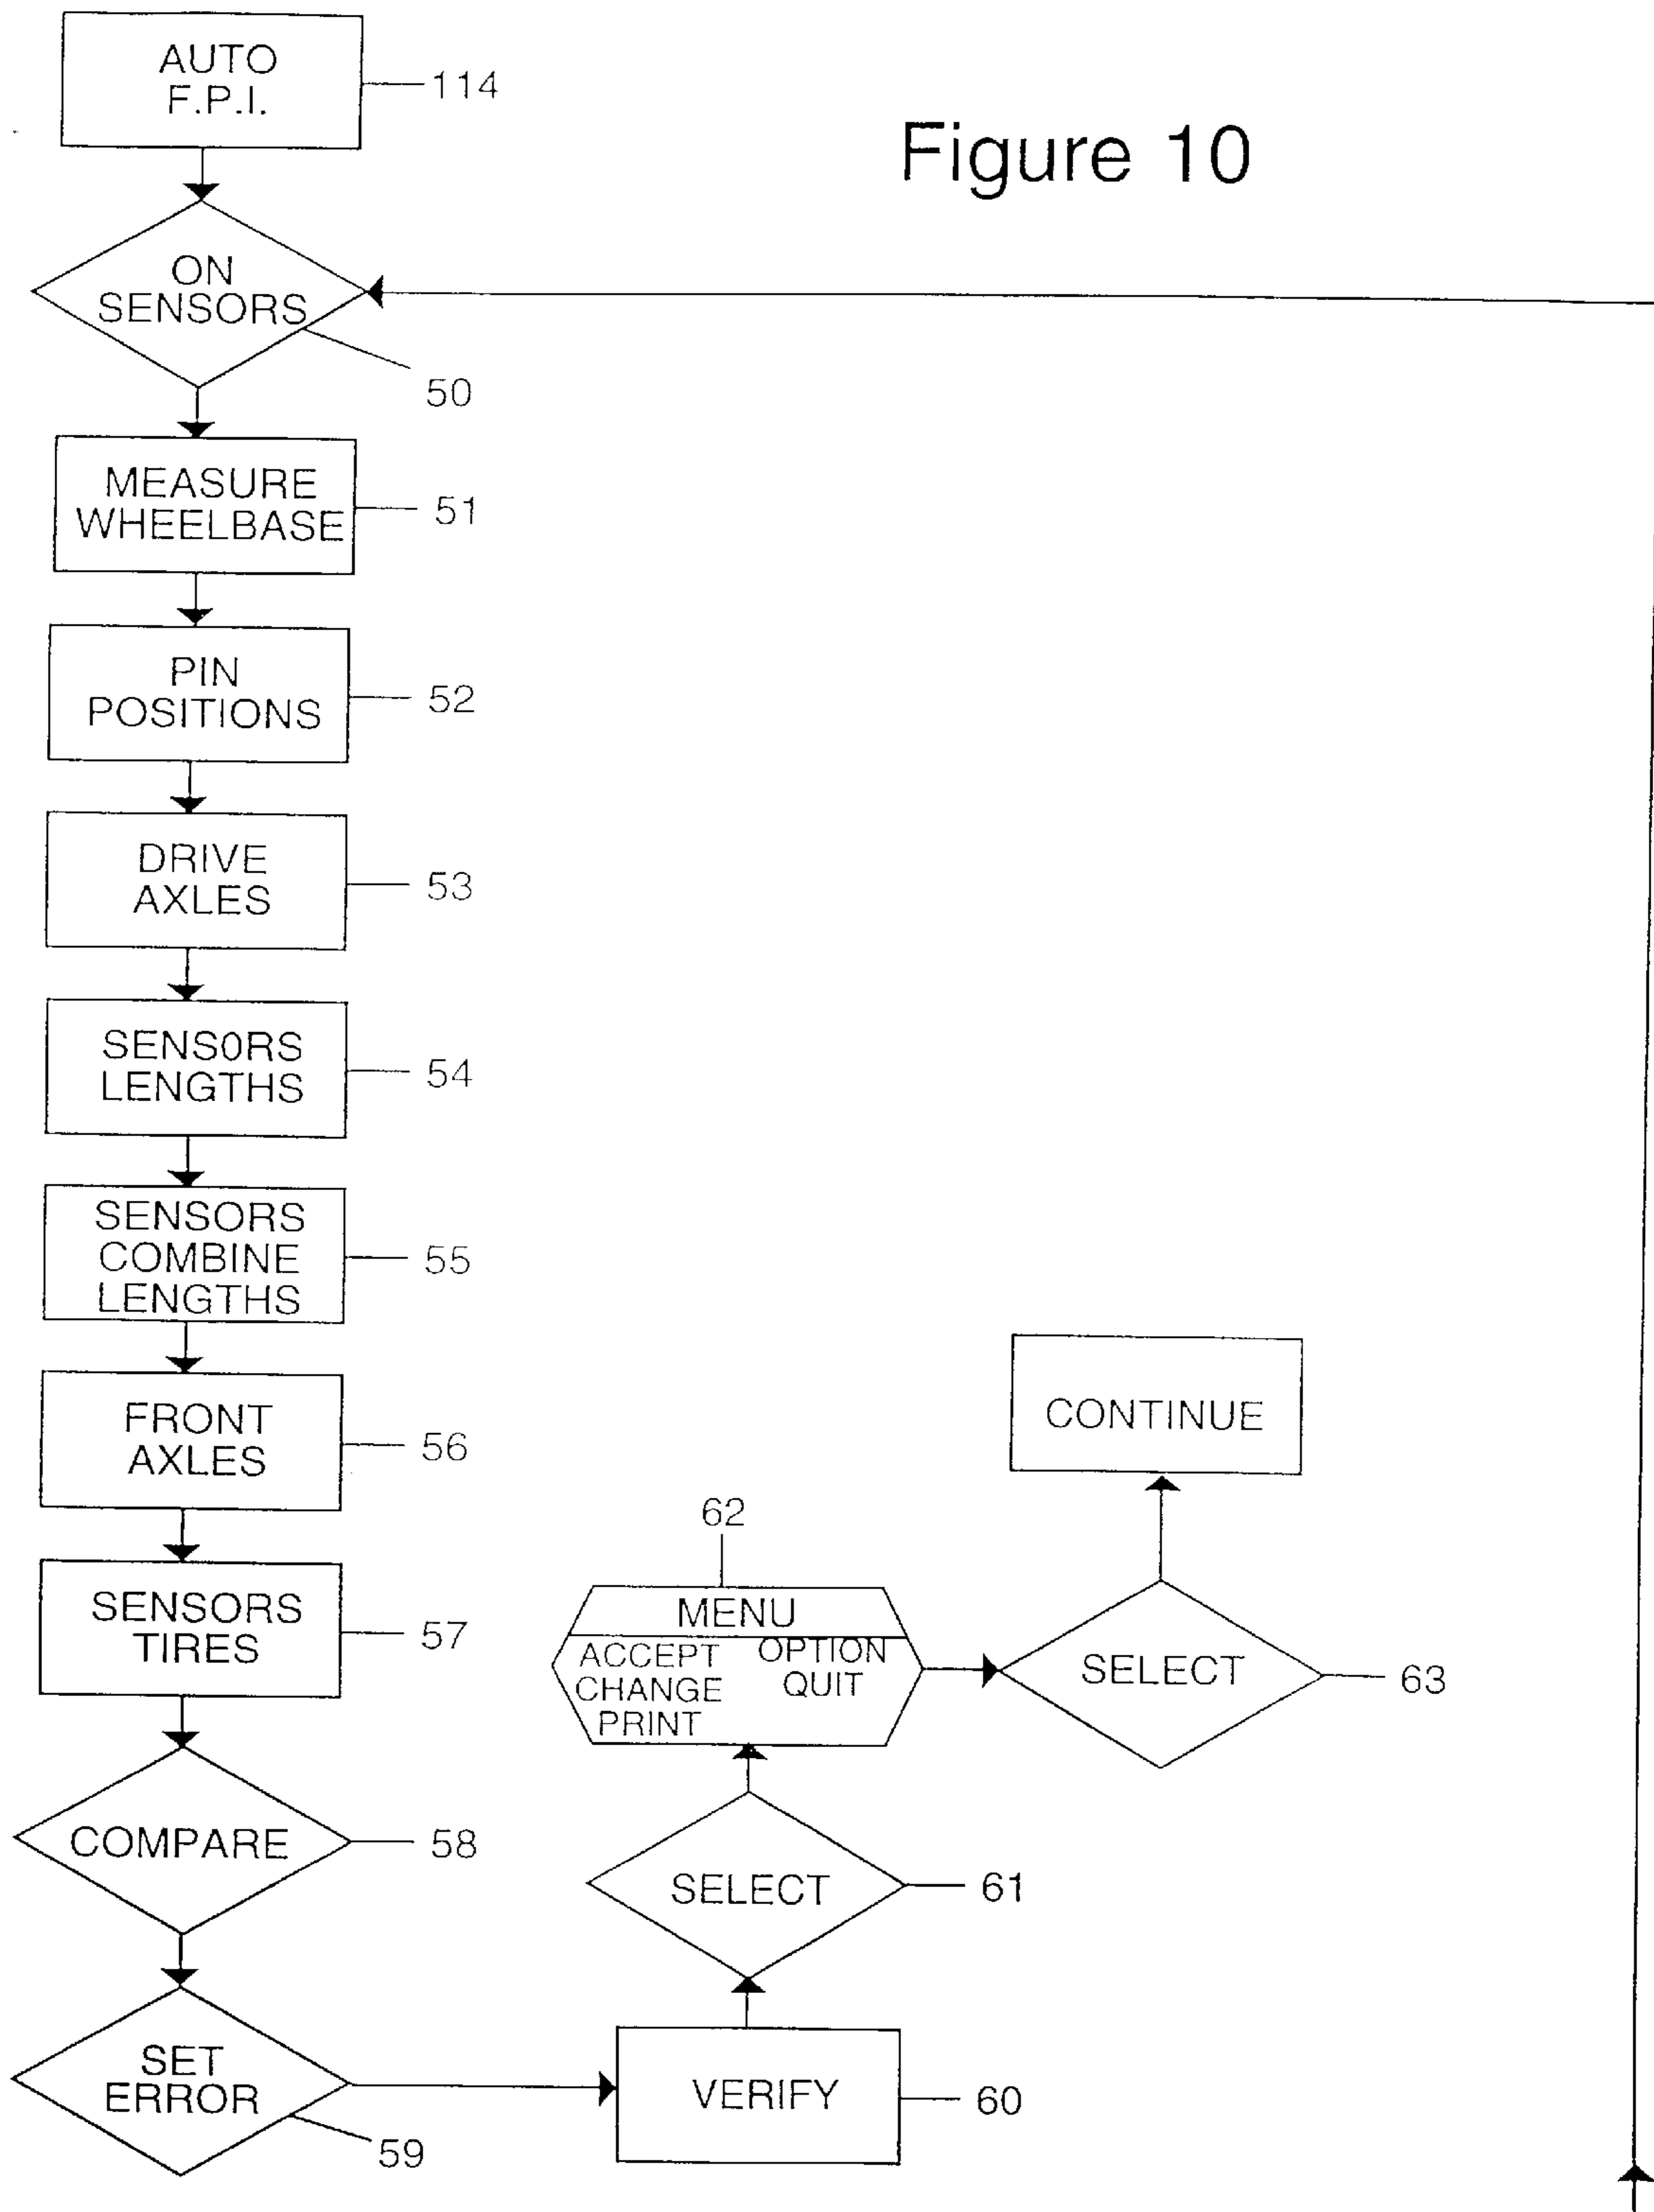 Figure 10
AUTO
F.P.I.
114
ON
SENSORS
50
MEASURE
WHEELBASE
51
PIN
POSITIONS
52
DRIVE
AXLES
53
SENS0RS
LENGTHS
54
SENSORS
COMBINE
LENGTHS
55
FRONT
AXLES
56
SENSORS
TIRES
57
COMPARE
58
SET
ERROR
59
VERIFY
60
SELECT
61
62
MENU
ACCEPT OPTION
CHANGE QUIT
PRINT
SELECT
63
CONTINUE